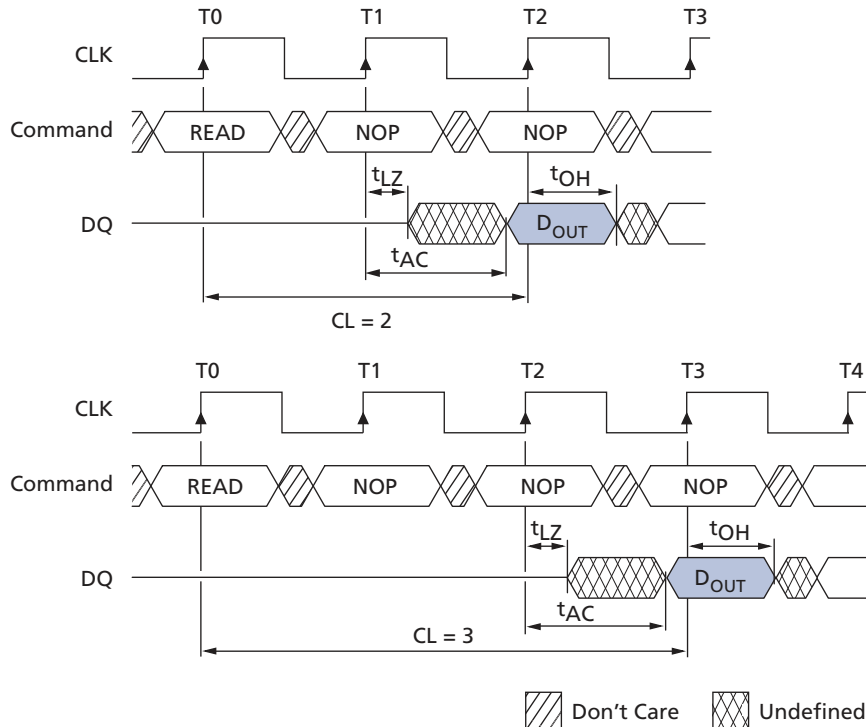 T0 T1 T2 T3
CLK
Command READ NOP NOP
tLZ tOH
DQ DOUT
tAC
CL = 2
T0 T1 T2 T3 T4
CLK
Command READ NOP NOP NOP
tLZ tOH
DQ DOUT
tAC
CL = 3
Don't Care Undefined